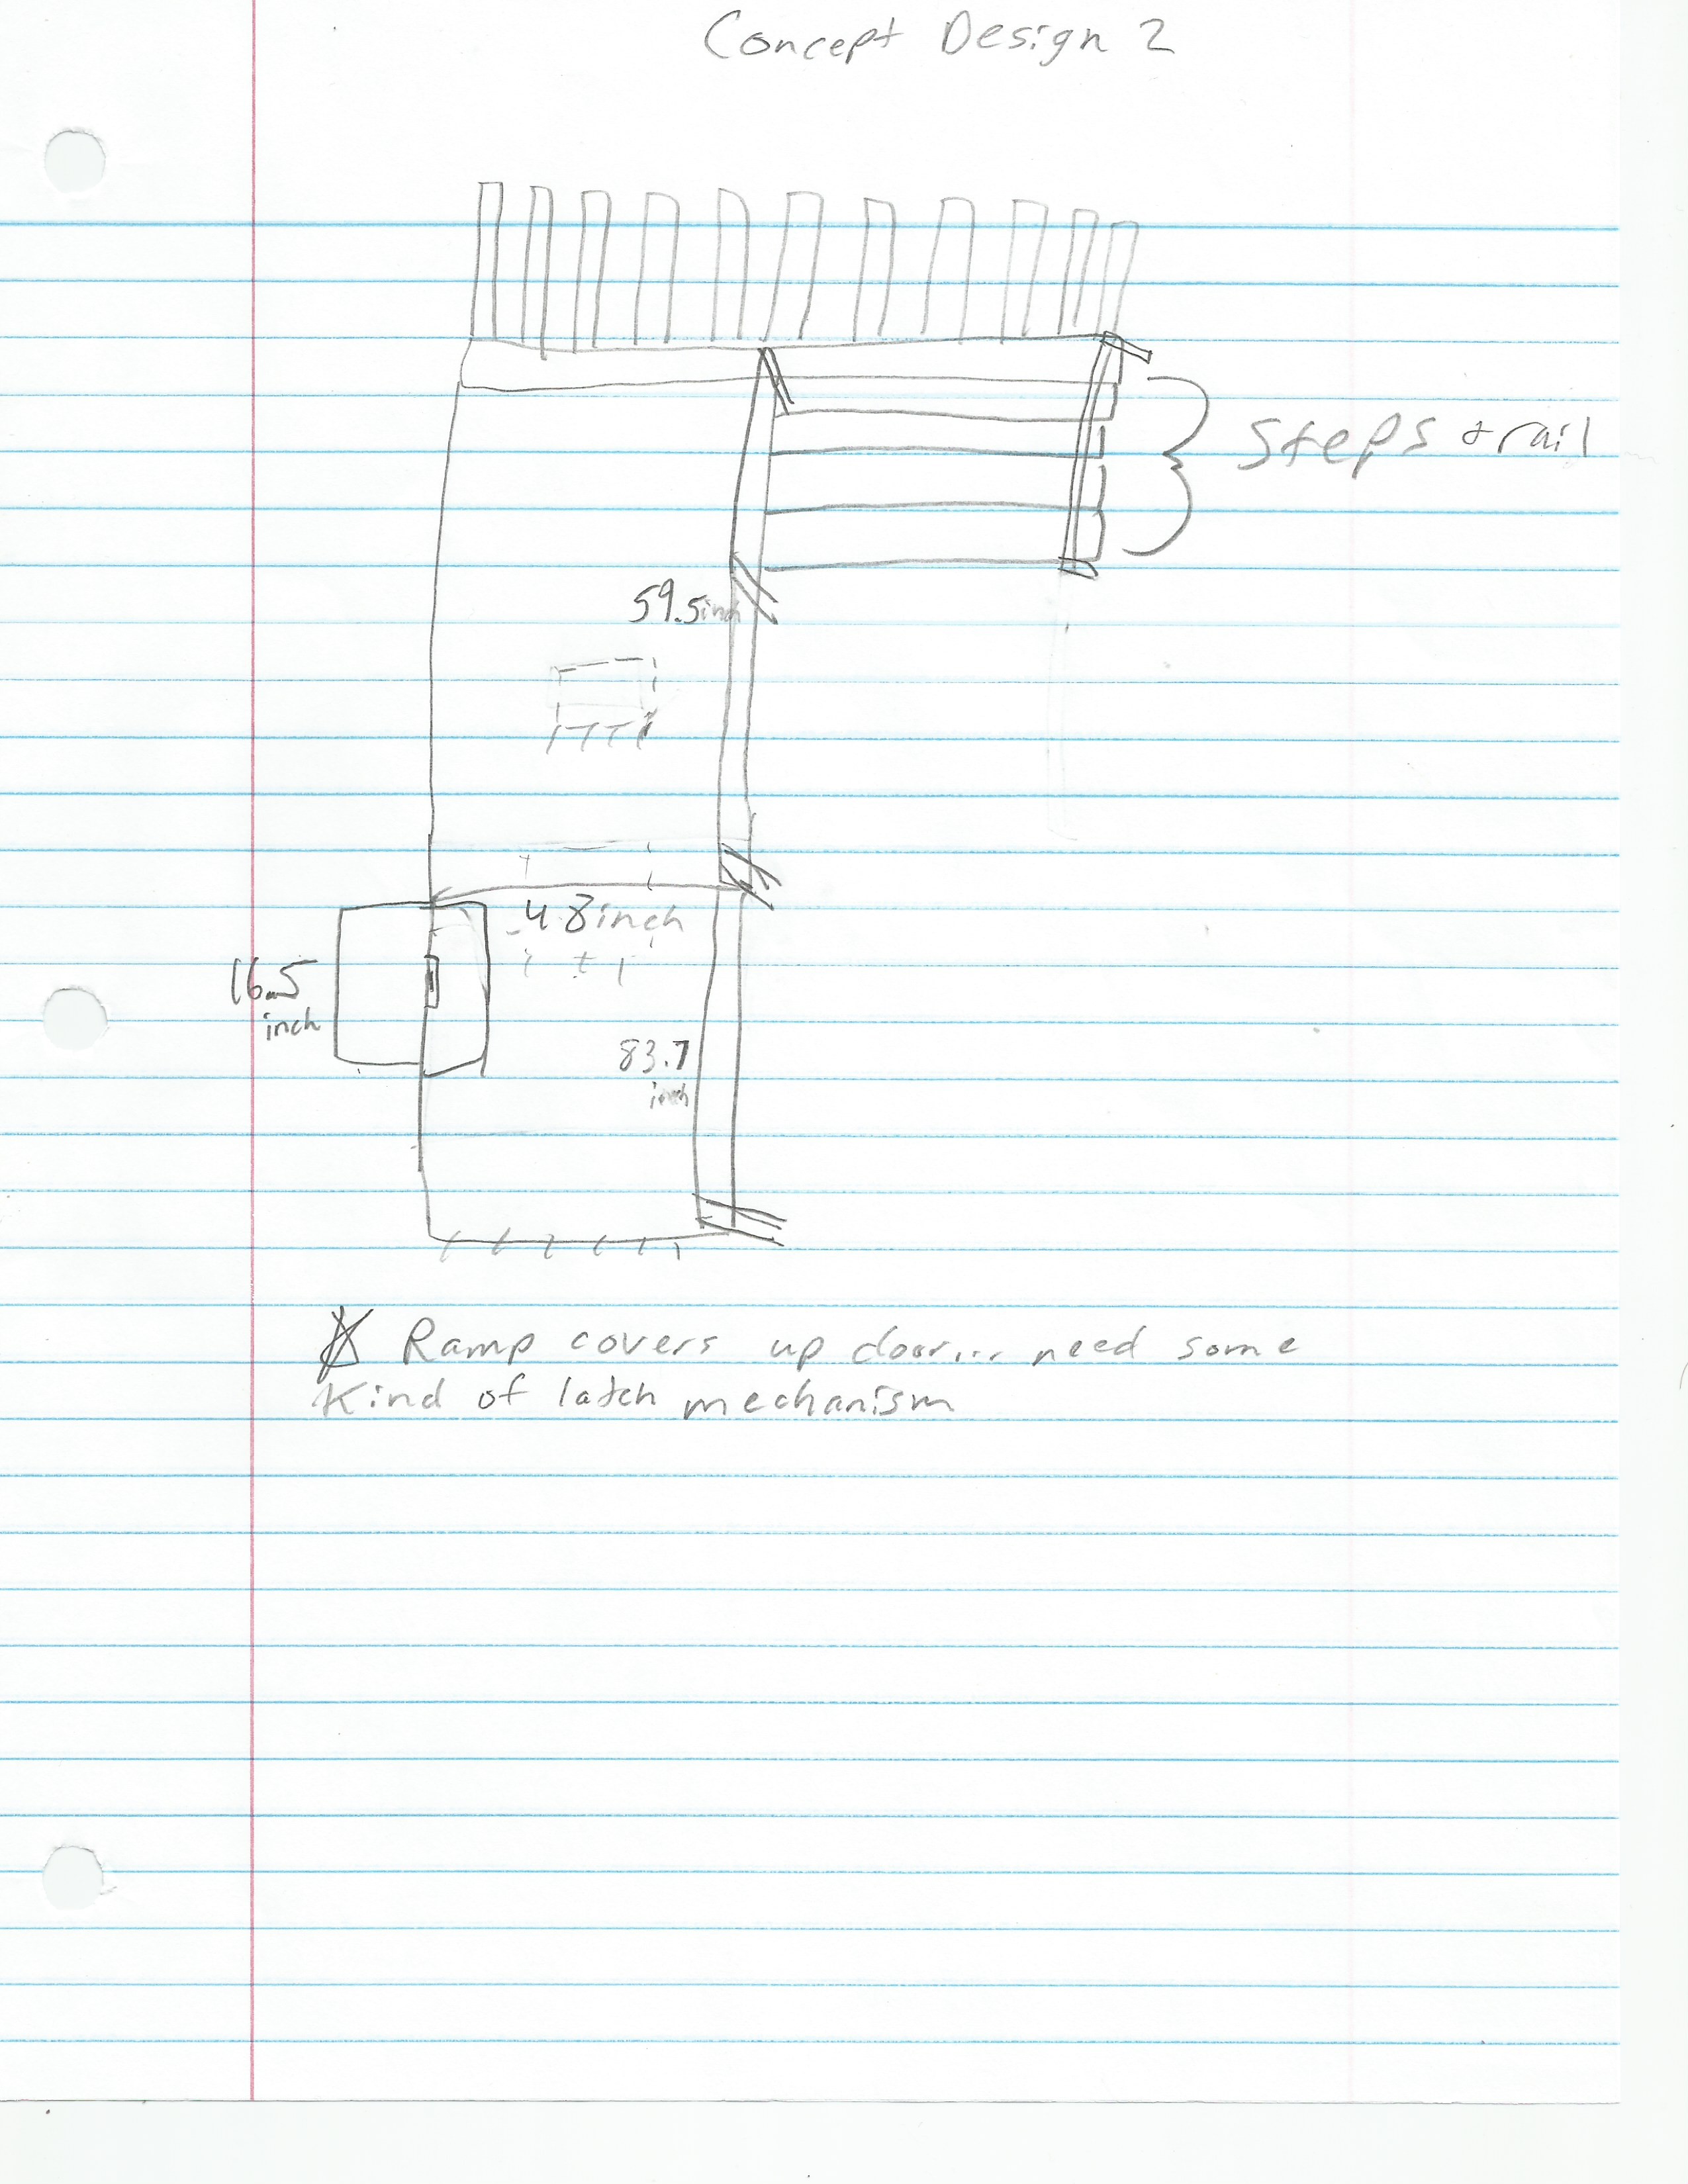 Concept Design 2
Steps + rail
59.5inch
48inch
16.5
inch
83.7
inch
Ramp covers up door... need some
Kind of latch mechanism